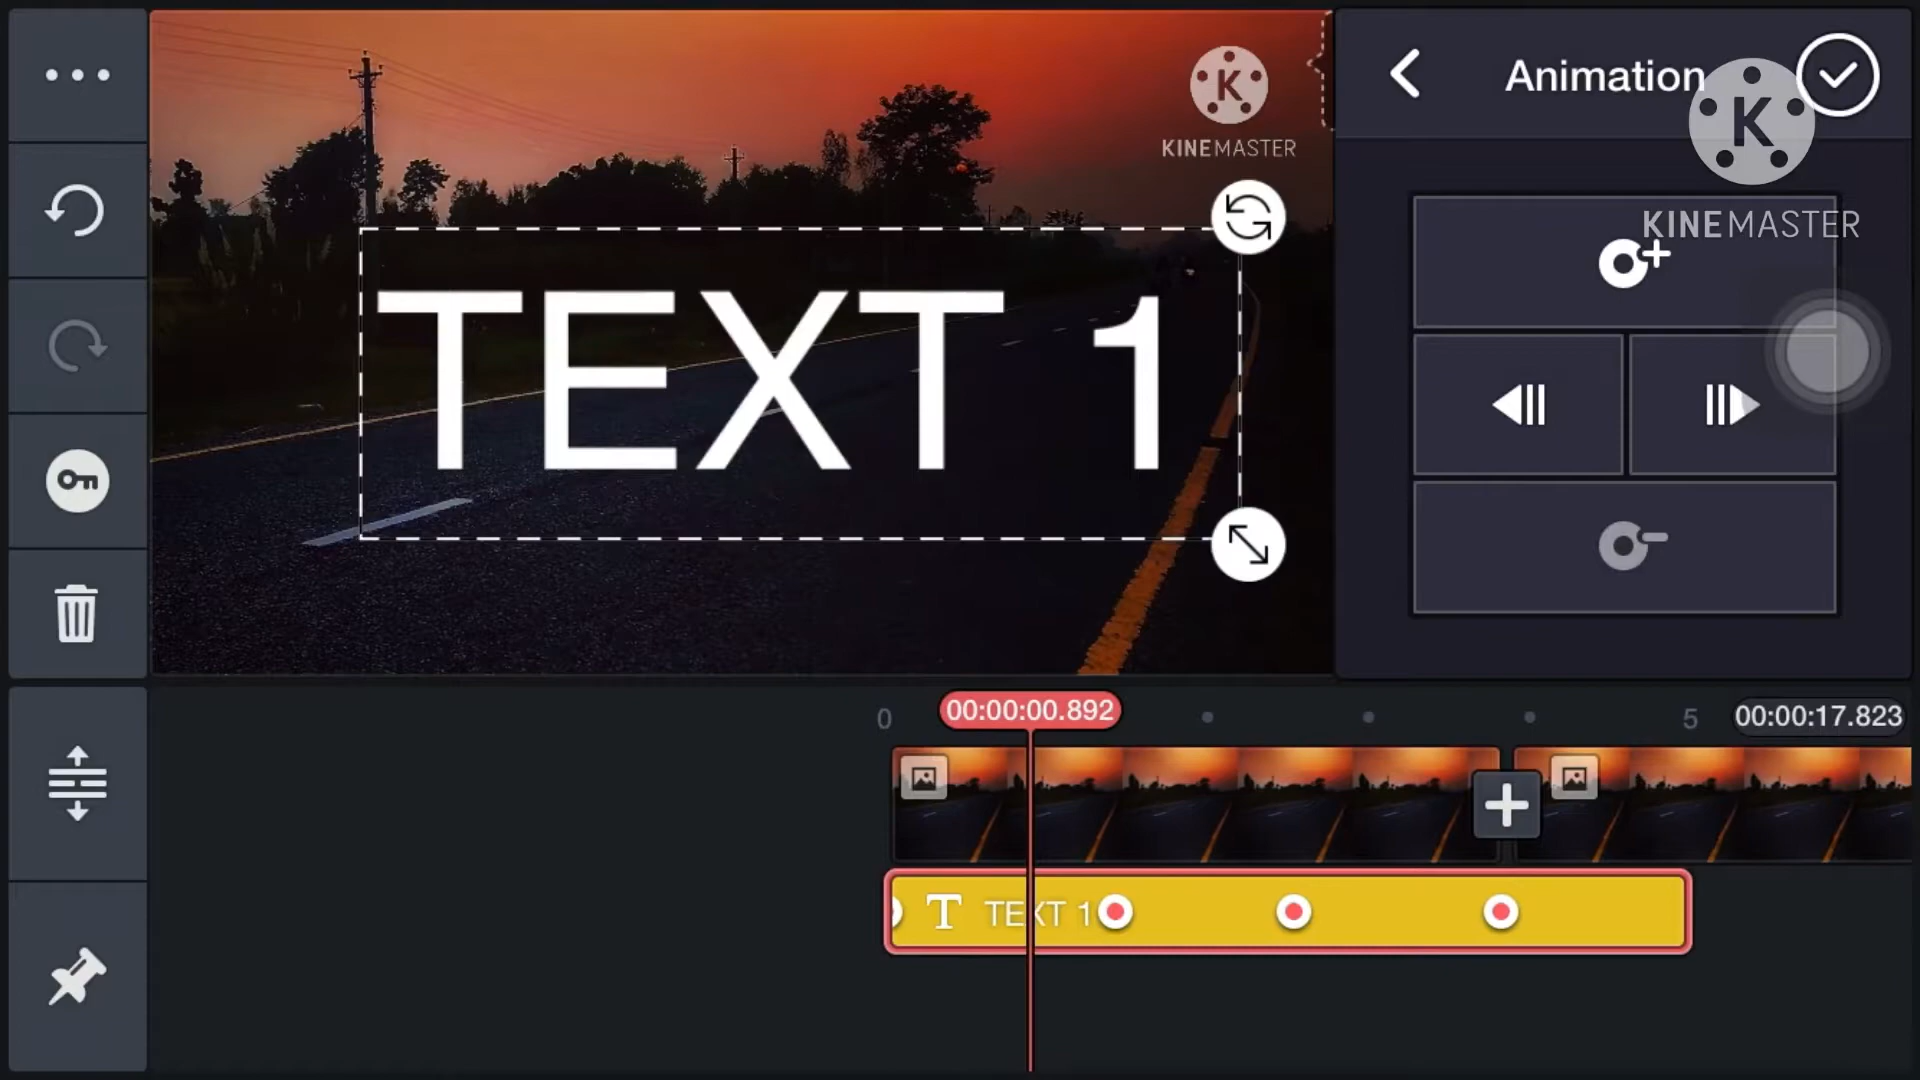 Animation
K
KINEMASTER
K
KINEMASTER
TEXT 1
0
00:00:00.892
5
00:00:17.823
T TEXT 1